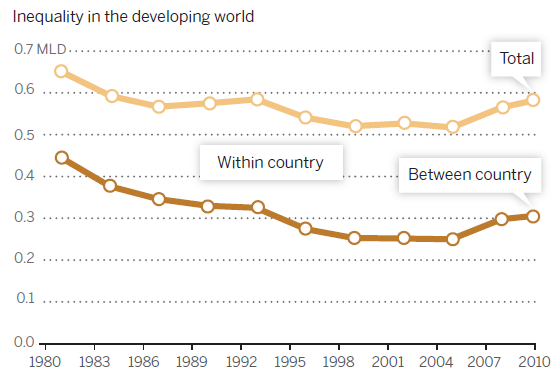 Inequality in the developing world
0.7 MLD
Total
0.6
0.5
Within country
0.4
Between country
0.3
0.2
0.1
0.0
1980 1983 1986 1989 1992 1995 1998 2001 2004 2007 2010